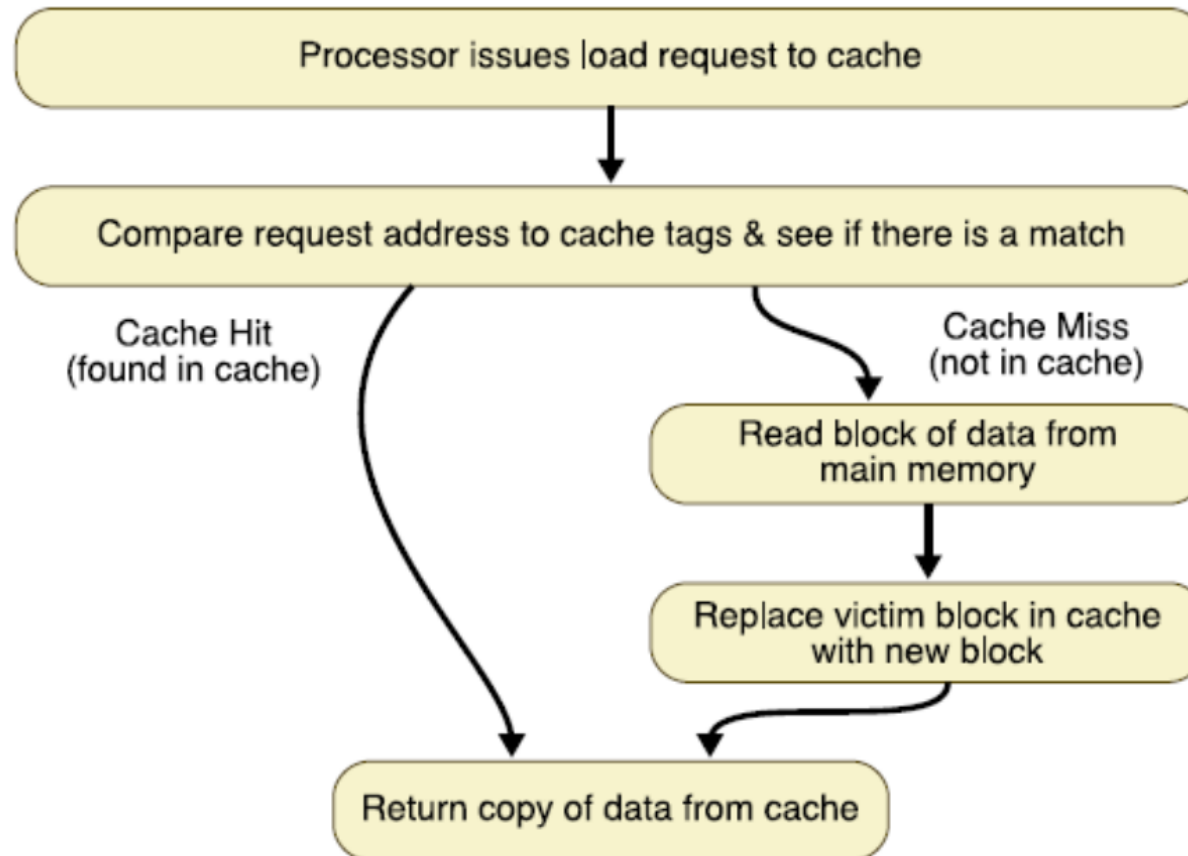 Processor issues load request to cache
Compare request address to cache tags & see if there is a match
Cache Hit
(found in cache)
Cache Miss
(not in cache)
Read block of data from
main memory
Replace victim block in cache
with new block
Return copy of data from cache